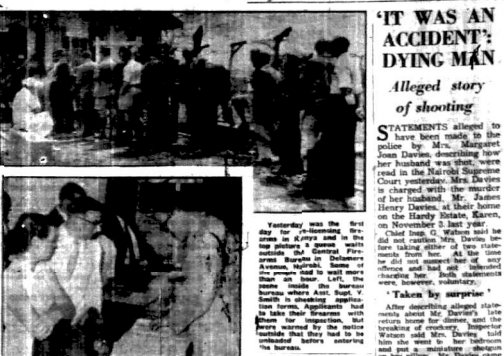 'IT WAS AN
ACCIDENT':
DYING MAN
Alleged story
of shooting
STATEMENTS alleged to
have been made to the
police by Mrs. Margaret
Joan Davies, describing how
her husband was shot, were
read in the Nairobi Supreme
Court yesterday. Mrs. Davies
is charged with the murder
of her husband, Mr. James
Henry Davies, at their home
on the Hardy Estate, Karen,
on November 3, last year.
Chief Insp. G. Watson said he
did not caution Mrs. Davies be-
fore taking either of two state-
ments from her. At the time
he did not suspect her of any
offence and had not intended
charging her. Both statements
were, however, voluntary.
'Taken by surprise'
After describing alleged state-
ments about Mr. Davies's late
return home for dinner, and the
breaking of crockery, Inspector
Watson said Mrs. Davies told
him she went to her bedroom
and put a miniature shotgun
Yesterday was the first
day for re-licensing fire-
arms in Kenya and in the
top picture a queue waits
outside the Central Fire-
arms Bureau in Delamere
Avenue, Nairobi. Some of
the people had to wait more
than an hour. Left, the
scene inside the bureau
bureau where Asst. Supt. V.
Smith is checking applica-
tion forms. Applicants had
to take their firearms with
them for inspection, but
were warned by the notice
outside that they had to be
unloaded before entering
the bureau.